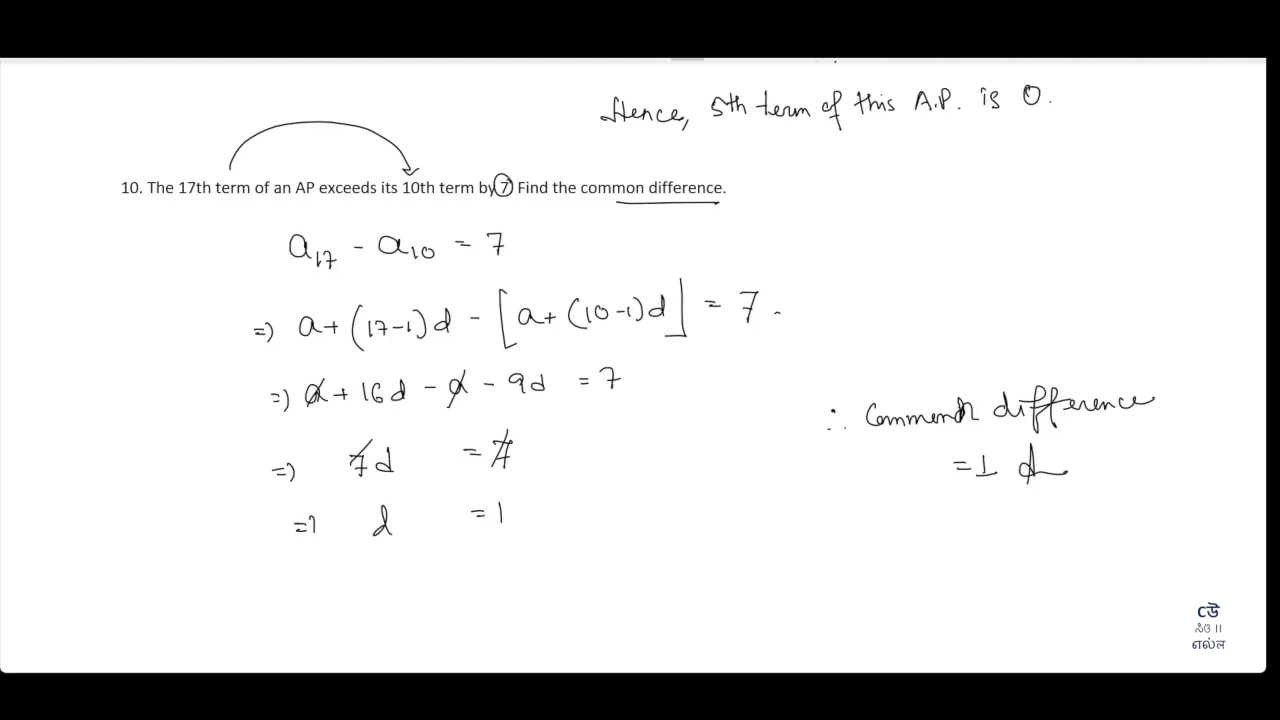 Hence, 5th term of this A.P. is 0.
10. The 17th term of an AP exceeds its 10th term by 7. Find the common difference.
a₁₇ - a₁₀ = 7
=) a + (17-1)d - [a + (10-1)d] = 7.
=) a + 16d - a - 9d = 7
∴ Common difference
=) 7d = 7
= 1
=) d = 1
எல்ல